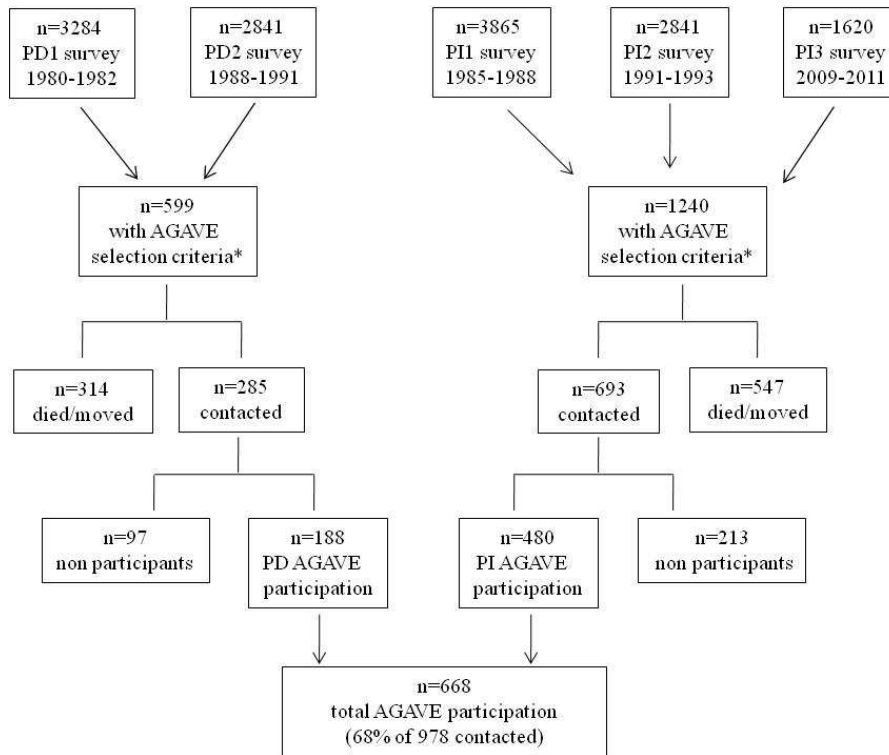 n=3284
PD1 survey
1980-1982
n=2841
PD2 survey
1988-1991
n=3865
PI1 survey
1985-1988
n=2841
PI2 survey
1991-1993
n=1620
PI3 survey
2009-2011
n=599
with AGAVE
selection criteria*
n=1240
with AGAVE
selection criteria*
n=314
died/moved
n=285
contacted
n=693
contacted
n=547
died/moved
n=97
non participants
n=188
PD AGAVE
participation
n=480
PI AGAVE
participation
n=213
non participants
n=668
total AGAVE participation
(68% of 978 contacted)